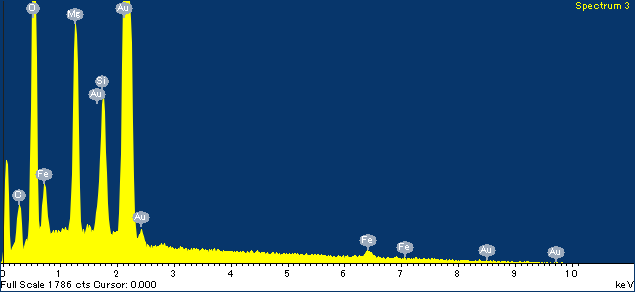 Spectrum 3
O Mg Au
Si
Au
Fe
C
Au
Fe Fe Au Au
0 1 2 3 4 5 6 7 8 9 10
Full Scale 1786 cts Cursor: 0.000 keV